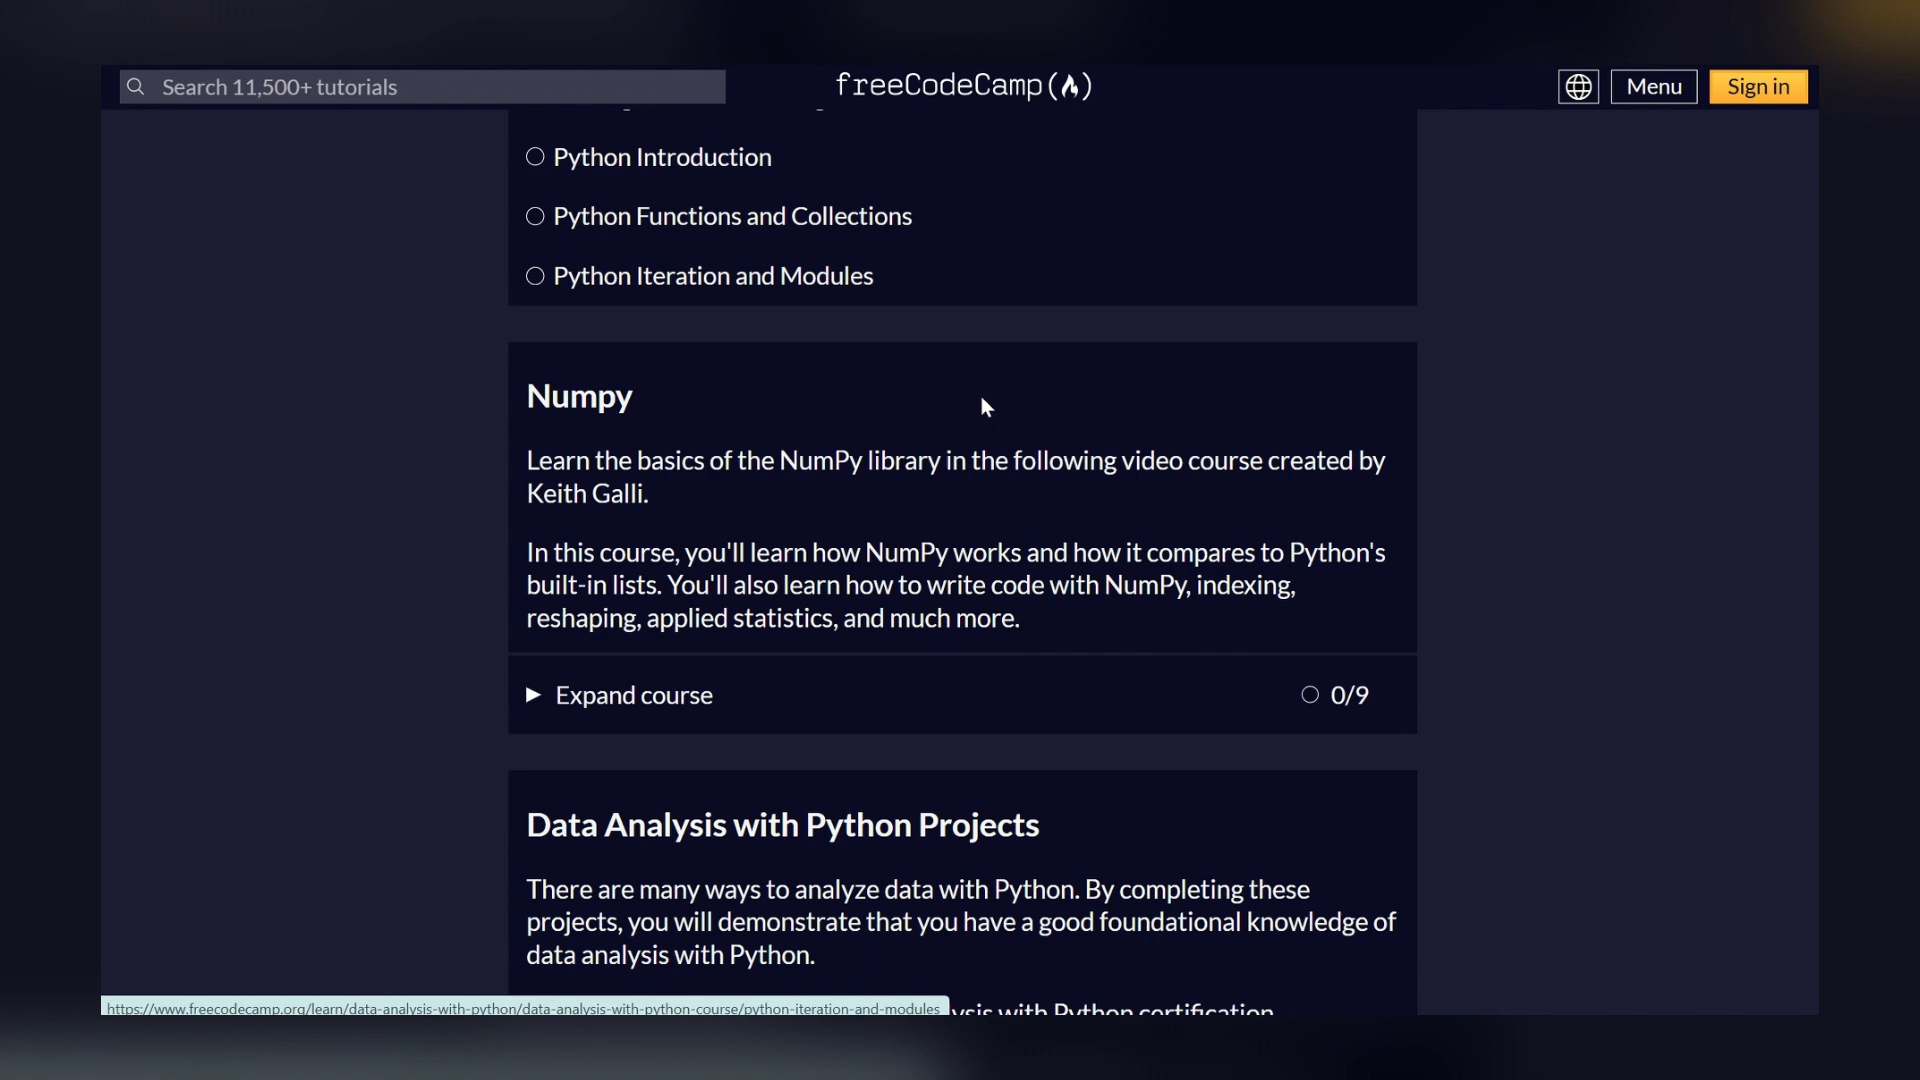 Search 11,500+ tutorials
freeCodeCamp
Menu
Sign in
Python Introduction
Python Functions and Collections
Python Iteration and Modules
Numpy
Learn the basics of the NumPy library in the following video course created by
Keith Galli.
In this course, you'll learn how NumPy works and how it compares to Python's
built-in lists. You'll also learn how to write code with NumPy, indexing,
reshaping, applied statistics, and much more.
Expand course
0/9
Data Analysis with Python Projects
There are many ways to analyze data with Python. By completing these
projects, you will demonstrate that you have a good foundational knowledge of
data analysis with Python.
https://www.freecodecamp.org/learn/data-analysis-with-python/data-analysis-with-python-course/python-iteration-and-modules
with Python certification